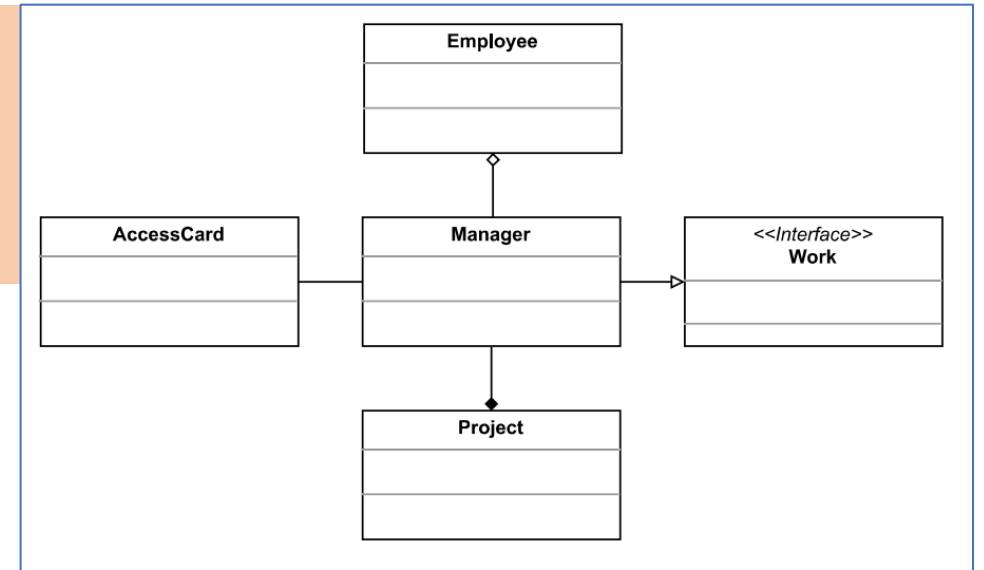 Employee
AccessCard
Manager
<<Interface>>
Work
Project